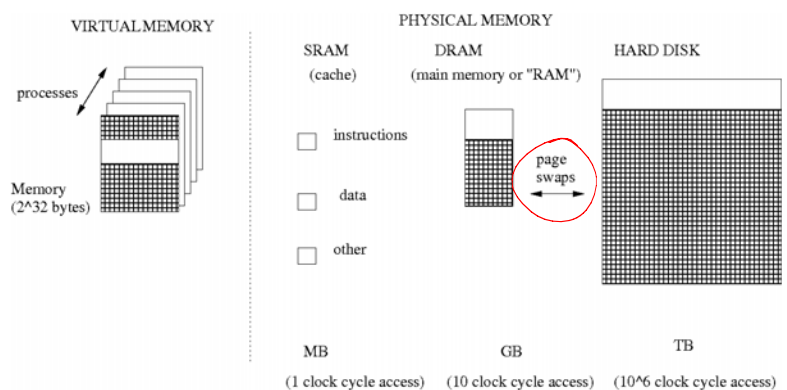 VIRTUAL MEMORY
PHYSICAL MEMORY
processes
Memory
(2^32 bytes)
SRAM
(cache)
DRAM
(main memory or "RAM")
HARD DISK
instructions
data
other
page
swaps
MB
(1 clock cycle access)
GB
(10 clock cycle access)
TB
(10^6 clock cycle access)